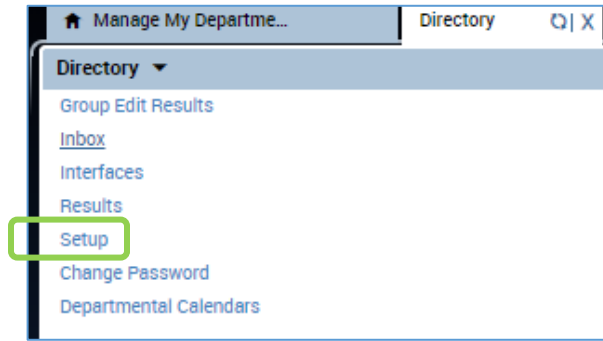 Manage My Departme... Directory | X
Directory
Group Edit Results
Inbox
Interfaces
Results
Setup
Change Password
Departmental Calendars